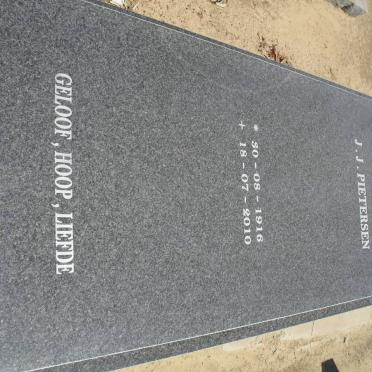 J. J. PIETERSEN
* 30 - 08 - 1916
+ 18 - 07 - 2010
GELOOF, HOOP, LIEFDE